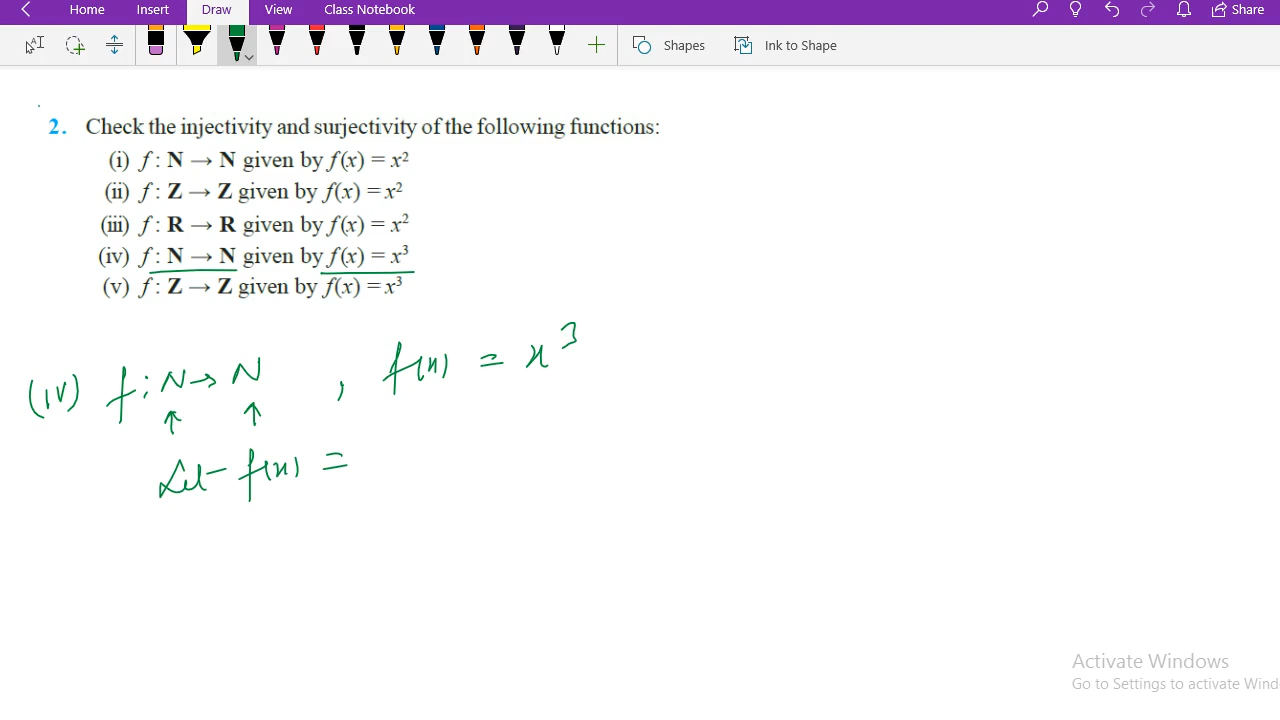 Home Insert Draw View Class Notebook Share
Shapes Ink to Shape
2. Check the injectivity and surjectivity of the following functions:
(i) f : N → N given by f(x) = x²
(ii) f : Z → Z given by f(x) = x²
(iii) f : R → R given by f(x) = x²
(iv) f : N → N given by f(x) = x³
(v) f : Z → Z given by f(x) = x³
(iv) f : N → N , f(x) = x³
Let f(x) =
Activate Windows
Go to Settings to activate Wind